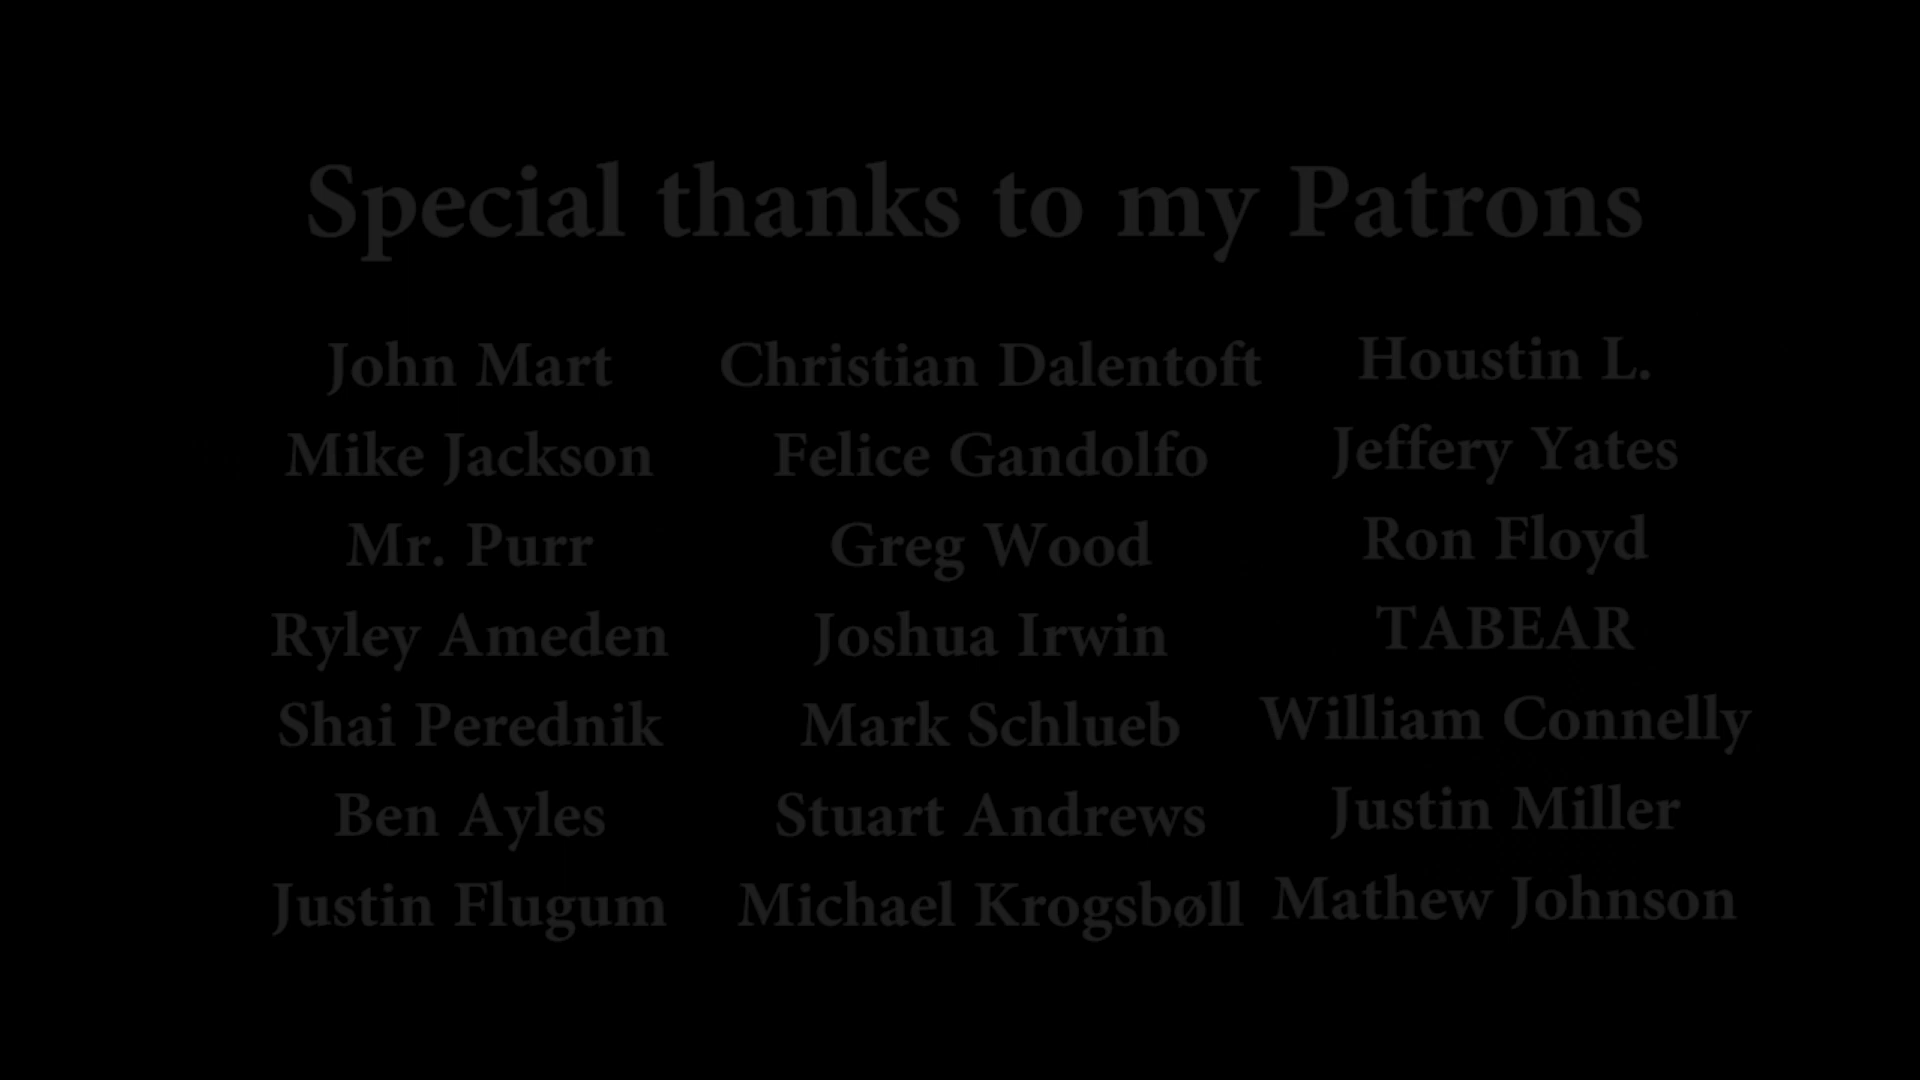 Special thanks to my Patrons
John Mart
Mike Jackson
Mr. Purr
Ryley Ameden
Shai Perednik
Ben Ayles
Justin Flugum
Christian Dalentoft
Felice Gandolfo
Greg Wood
Joshua Irwin
Mark Schlueb
Stuart Andrews
Michael Krogsbøll
Houstin L.
Jeffery Yates
Ron Floyd
TABEAR
William Connelly
Justin Miller
Mathew Johnson